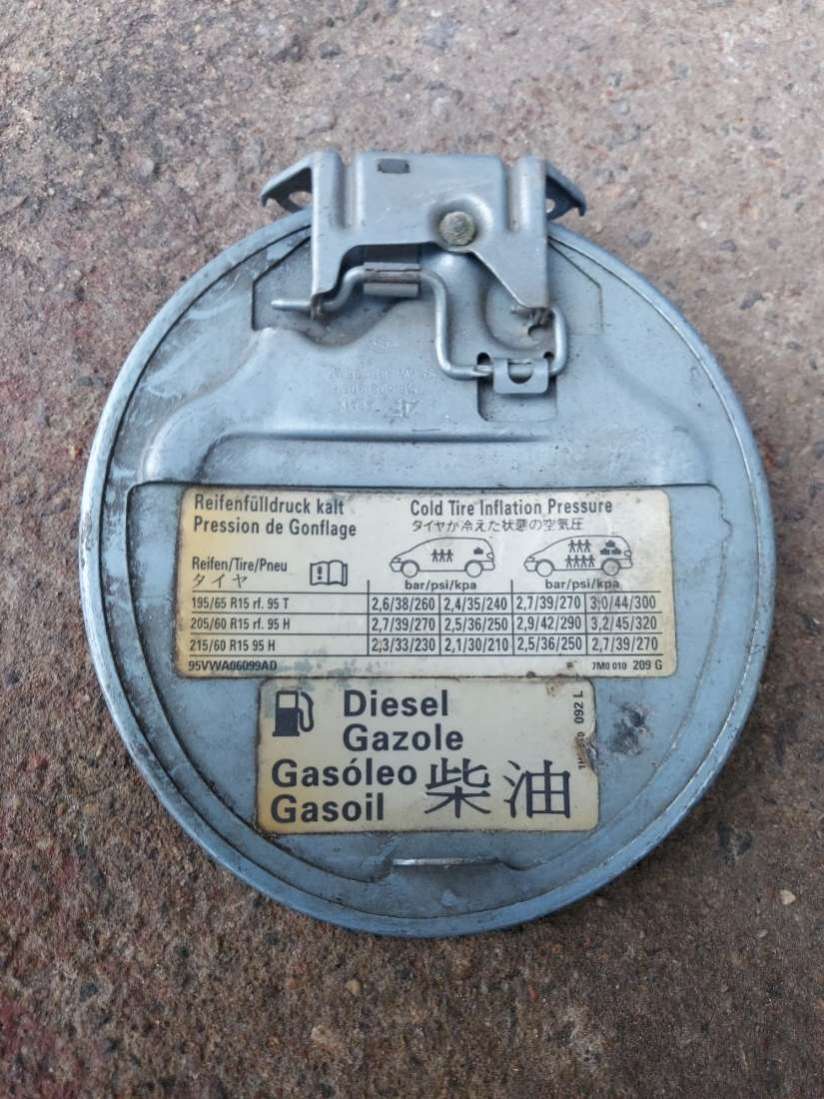 Reifenfülldruck kalt
Pression de Gonflage
Cold Tire Inflation Pressure
タイヤが冷えた状態の空気圧
Reifen/Tire/Pneu
タイヤ
bar/psi/kpa bar/psi/kpa
195/65 R15 rf. 95 T 2,6/38/260 2,4/35/240 2,7/39/270 3,0/44/300
205/60 R15 rf. 95 H 2,7/39/270 2,5/36/250 2,9/42/290 3,2/45/320
215/60 R15 95 H 2,3/33/230 2,1/30/210 2,5/36/250 2,7/39/270
95VWA06099AD 7M0 010 209 G
Diesel
Gazole
Gasóleo
Gasoil
柴油
092 L